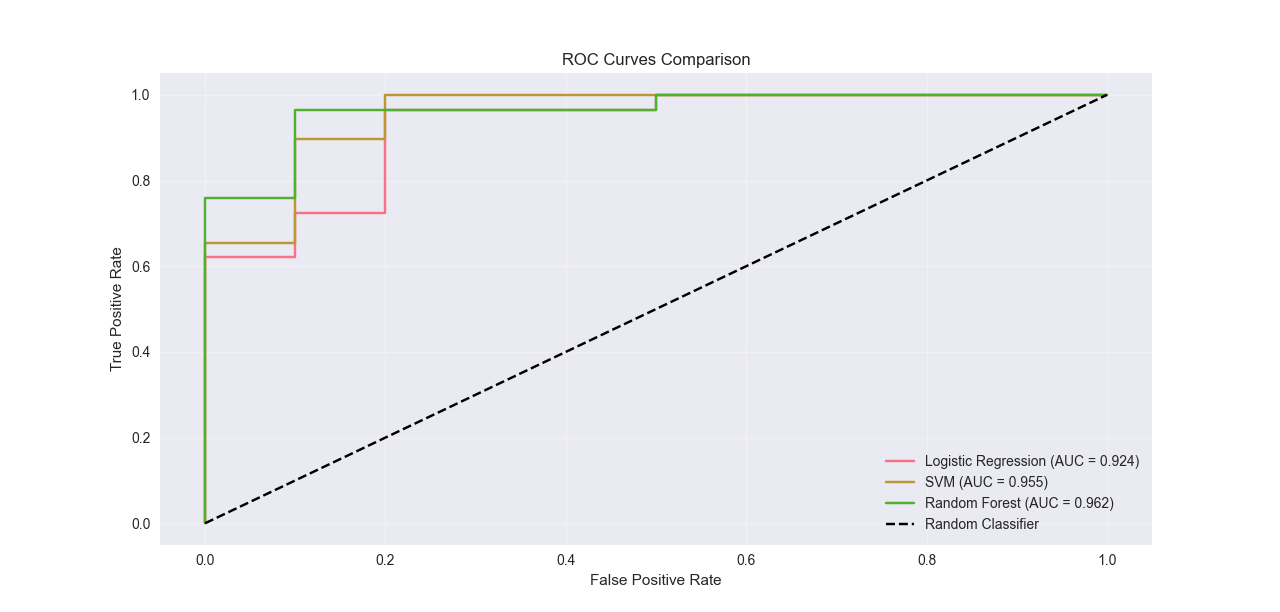 ROC Curves Comparison
1.0
0.8
0.6
0.4
0.2
0.0
True Positive Rate
Logistic Regression (AUC = 0.924)
SVM (AUC = 0.955)
Random Forest (AUC = 0.962)
Random Classifier
0.0 0.2 0.4 0.6 0.8 1.0
False Positive Rate